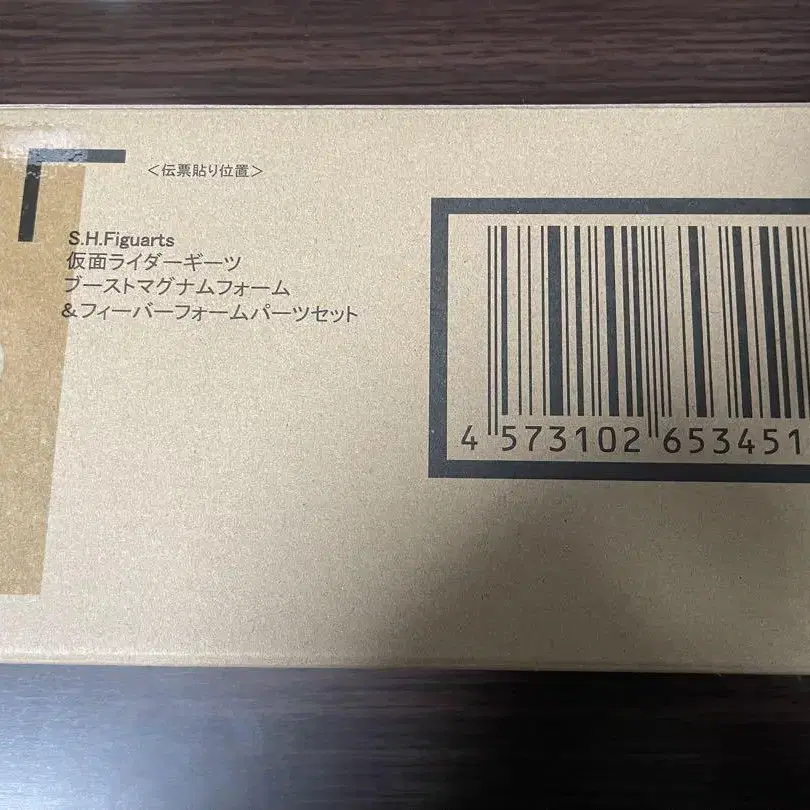 ＜伝票貼り位置＞
S.H.Figuarts
仮面ライダーギーツ
ブーストマグナムフォーム
&フィーバーフォームパーツセット
4 573102 653451